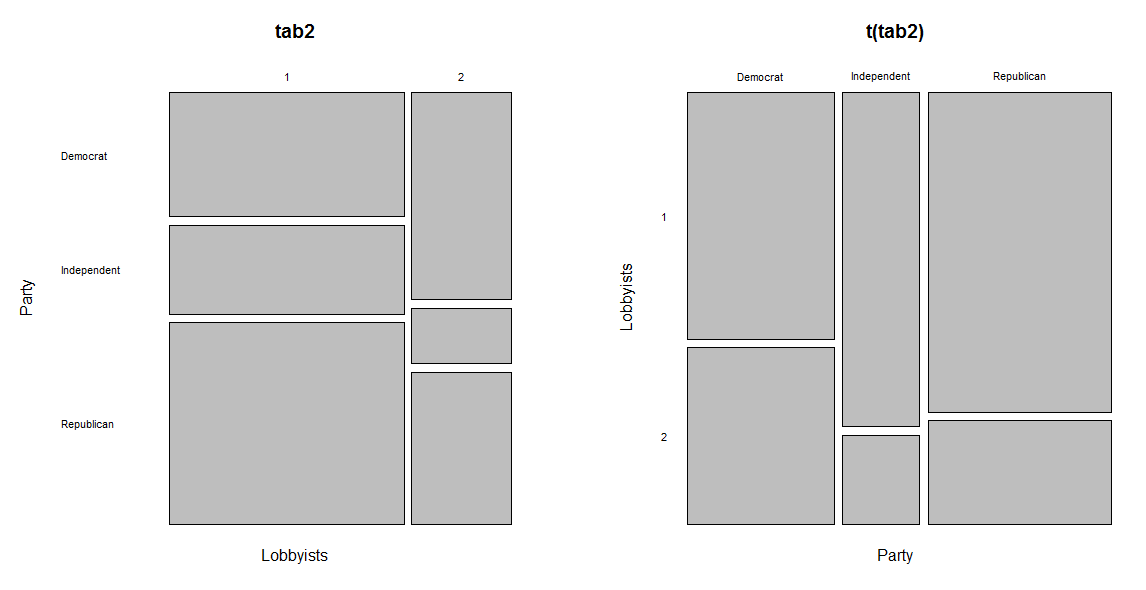 tab2
1 2
Democrat
Independent
Republican
Party
Lobbyists
t(tab2)
Democrat Independent Republican
1
2
Lobbyists
Party